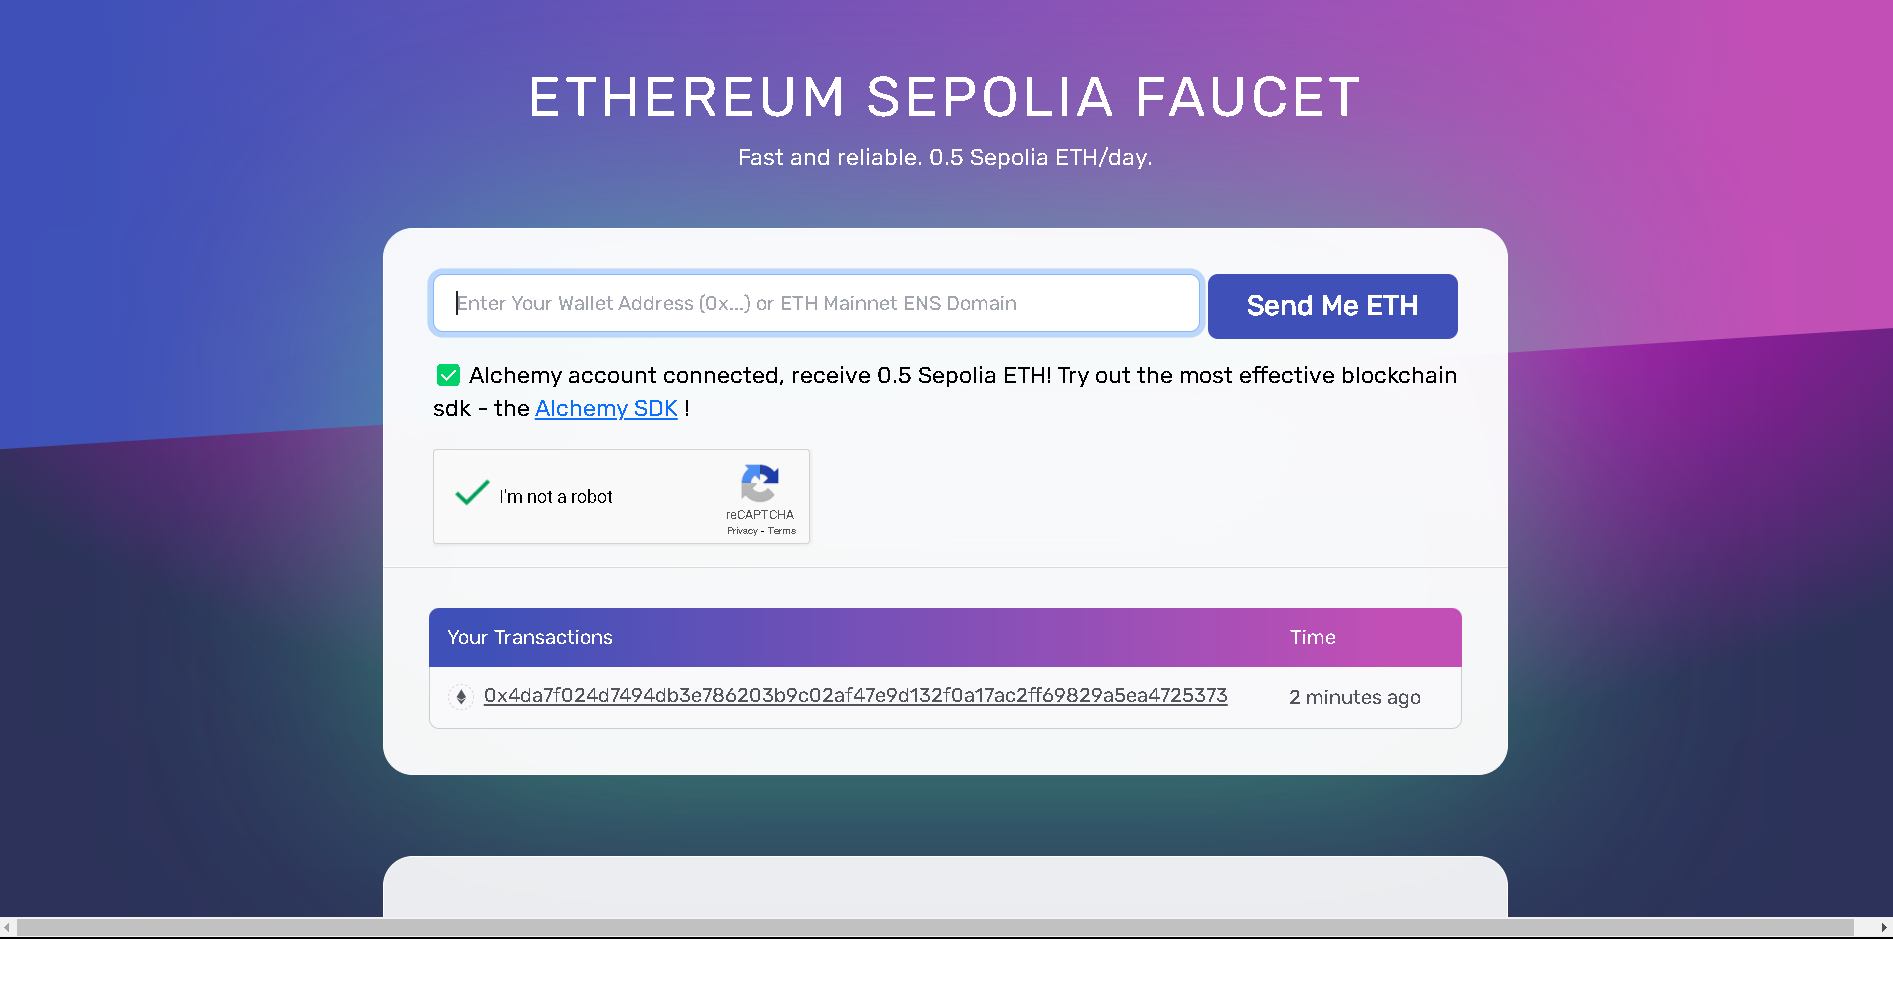 ETHEREUM SEPOLIA FAUCET
Fast and reliable. 0.5 Sepolia ETH/day.
Enter Your Wallet Address (0x...) or ETH Mainnet ENS Domain
Send Me ETH
Alchemy account connected, receive 0.5 Sepolia ETH! Try out the most effective blockchain
sdk - the Alchemy SDK !
I'm not a robot
reCAPTCHA
Privacy - Terms
Your Transactions Time
0x4da7f024d7494db3e786203b9c02af47e9d132f0a17ac2ff69829a5ea4725373 2 minutes ago